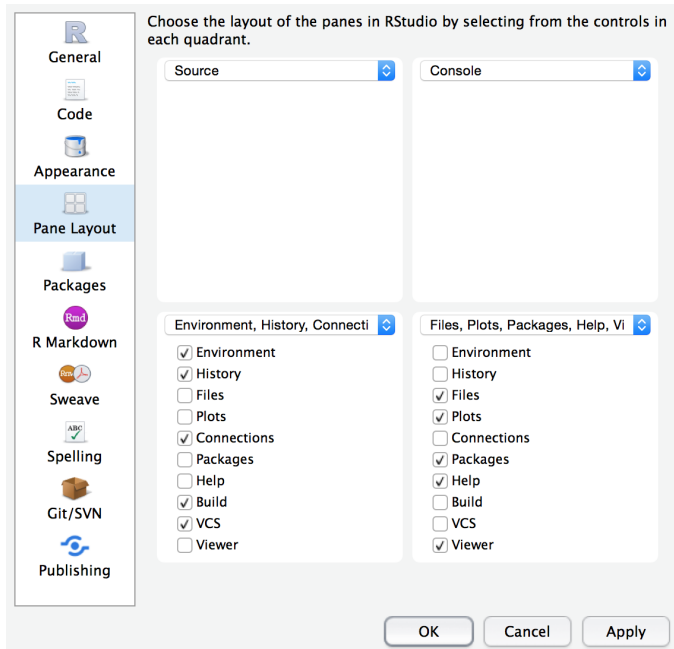 Choose the layout of the panes in RStudio by selecting from the controls in
each quadrant.
R
General
Code
Appearance
Pane Layout
Packages
Rmd
R Markdown
Rnw
Sweave
ABC
Spelling
Git/SVN
Publishing
Source
Console
Environment, History, Connecti
Environment
History
Files
Plots
Connections
Packages
Help
Build
VCS
Viewer
Files, Plots, Packages, Help, Vi
Environment
History
Files
Plots
Connections
Packages
Help
Build
VCS
Viewer
OK
Cancel
Apply